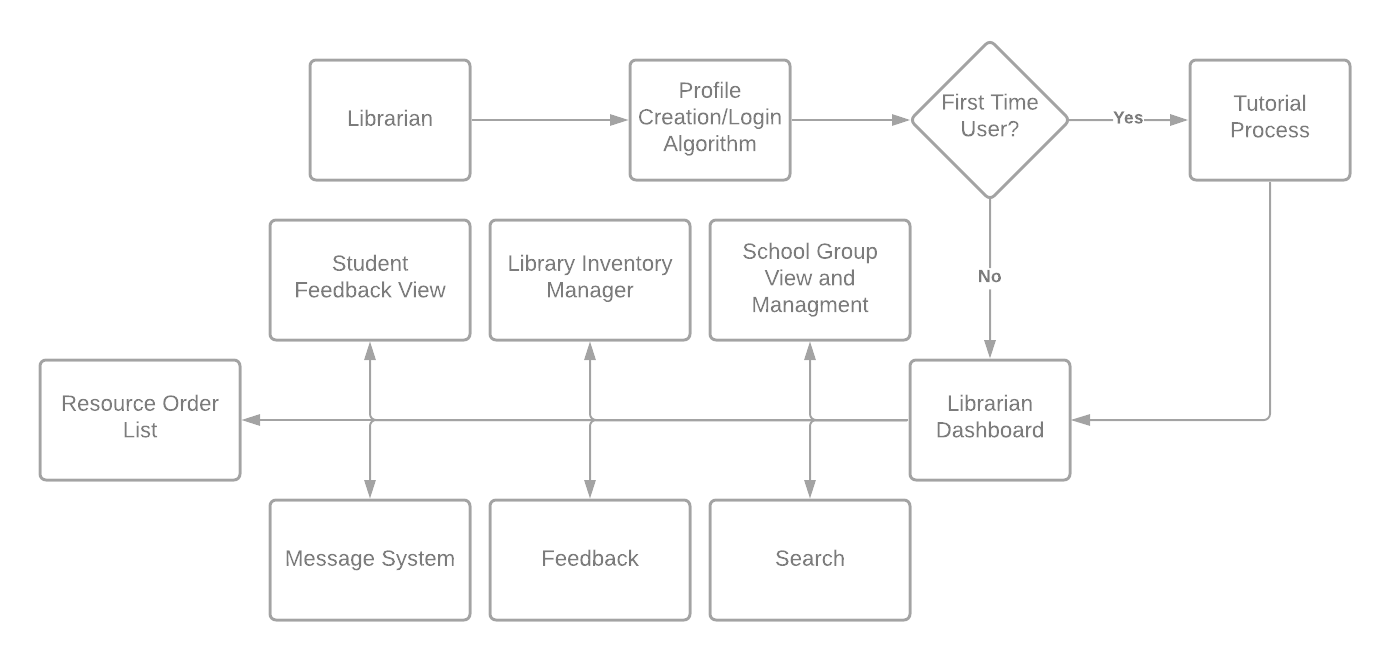 Librarian
Profile
Creation/Login
Algorithm
First Time
User?
Yes
Tutorial
Process
Student
Feedback View
Library Inventory
Manager
School Group
View and
Managment
No
Resource Order
List
Librarian
Dashboard
Message System
Feedback
Search